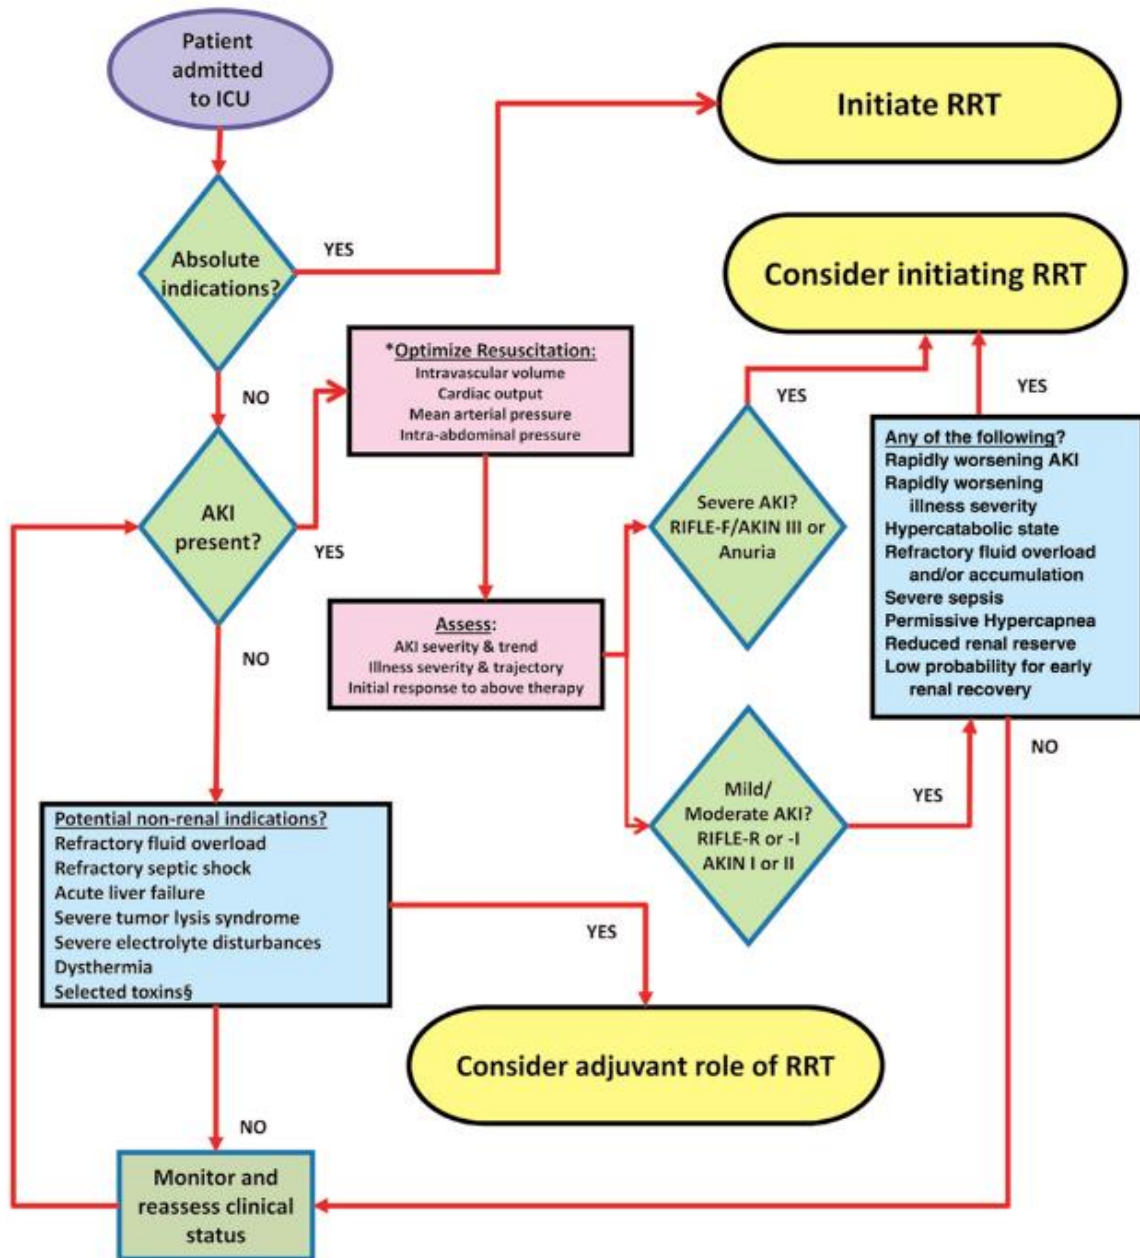 Patient
admitted
to ICU
Initiate RRT
Absolute
indications?
YES
Consider initiating RRT
NO
*Optimize Resuscitation:
Intravascular volume
Cardiac output
Mean arterial pressure
Intra-abdominal pressure
YES
YES
AKI
present?
YES
Severe AKI?
RIFLE-F/AKIN III or
Anuria
Any of the following?
Rapidly worsening AKI
Rapidly worsening
illness severity
Hypercatabolic state
Refractory fluid overload
and/or accumulation
Severe sepsis
Permissive Hypercapnea
Reduced renal reserve
Low probability for early
renal recovery
NO
Assess:
AKI severity & trend
Illness severity & trajectory
Initial response to above therapy
NO
Mild/
Moderate AKI?
RIFLE-R or -I
AKIN I or II
YES
Potential non-renal indications?
Refractory fluid overload
Refractory septic shock
Acute liver failure
Severe tumor lysis syndrome
Severe electrolyte disturbances
Dysthermia
Selected toxins§
YES
Consider adjuvant role of RRT
NO
Monitor and
reassess clinical
status